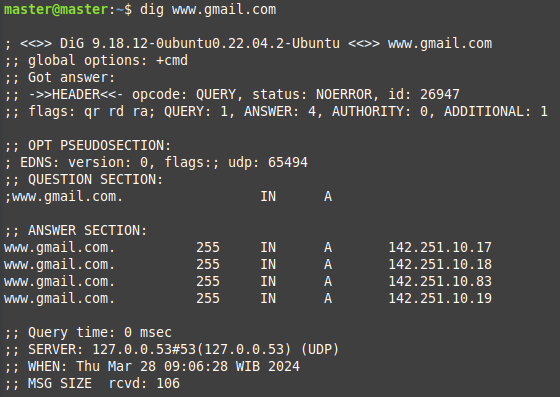 master@master:~$ dig www.gmail.com
; <<>> DiG 9.18.12-0ubuntu0.22.04.2-Ubuntu <<>> www.gmail.com
;; global options: +cmd
;; Got answer:
;; ->>HEADER<<- opcode: QUERY, status: NOERROR, id: 26947
;; flags: qr rd ra; QUERY: 1, ANSWER: 4, AUTHORITY: 0, ADDITIONAL: 1
;; OPT PSEUDOSECTION:
; EDNS: version: 0, flags:; udp: 65494
;; QUESTION SECTION:
;www.gmail.com. IN A
;; ANSWER SECTION:
www.gmail.com. 255 IN A 142.251.10.17
www.gmail.com. 255 IN A 142.251.10.18
www.gmail.com. 255 IN A 142.251.10.83
www.gmail.com. 255 IN A 142.251.10.19
;; Query time: 0 msec
;; SERVER: 127.0.0.53#53(127.0.0.53) (UDP)
;; WHEN: Thu Mar 28 09:06:28 WIB 2024
;; MSG SIZE rcvd: 106